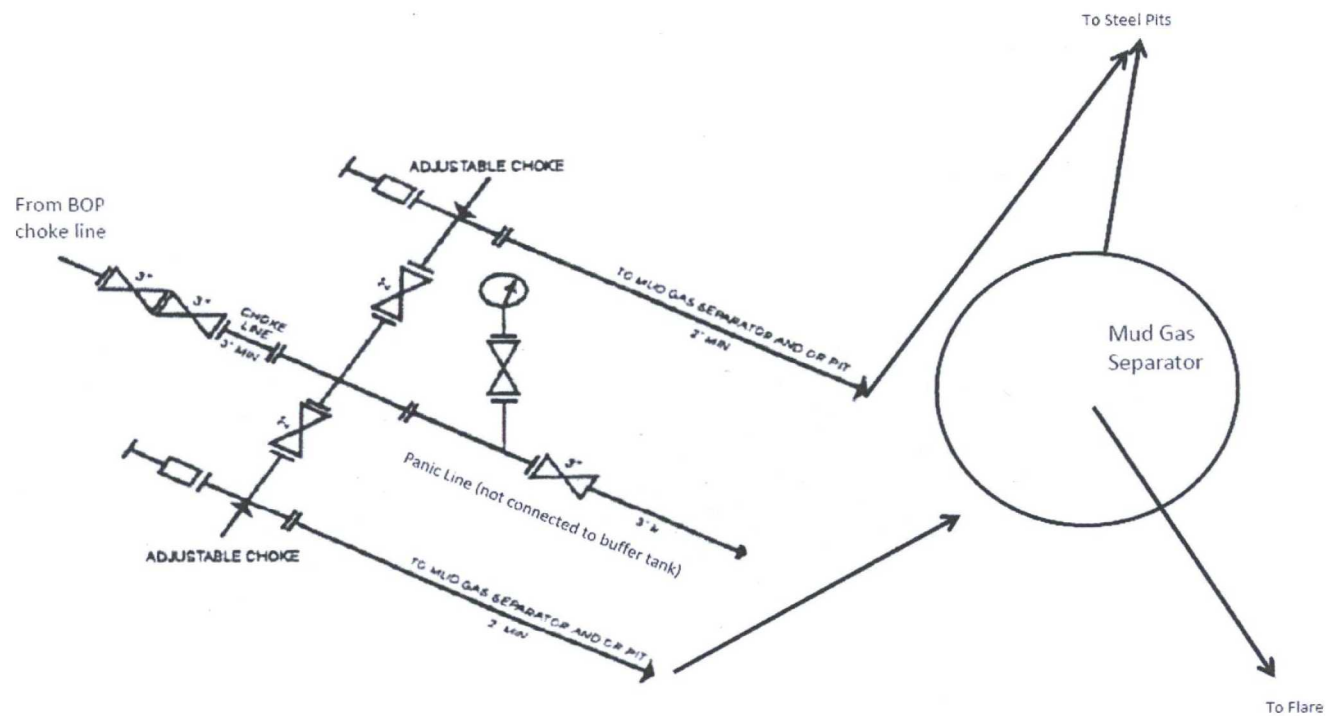 To Steel Pits
ADJUSTABLE CHOKE
From BOP
choke line
3"
3"
CHOKE
LINE
3" MIN
2"
TO MUD GAS SEPARATOR AND OR PIT
2" MIN
Mud Gas
Separator
2"
3"
Panic Line (not connected to buffer tank)
ADJUSTABLE CHOKE
TO MUD GAS SEPARATOR AND OR PIT
2" MIN
To Flare